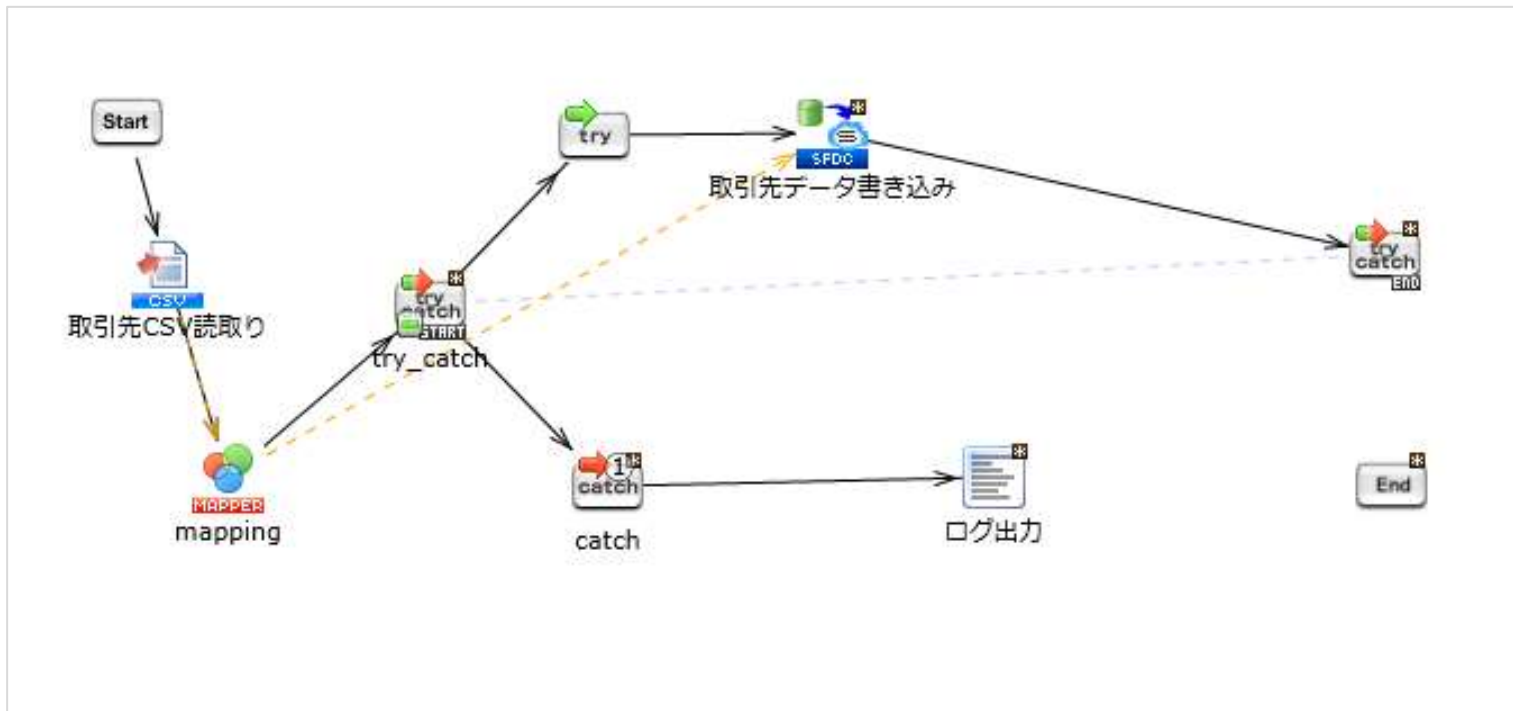 Start
try
SFDC
取引先データ書き込み
try
catch
END
CSV
取引先CSV読取り
try
catch
START
try_catch
MAPPER
mapping
1
catch
catch
ログ出力
End